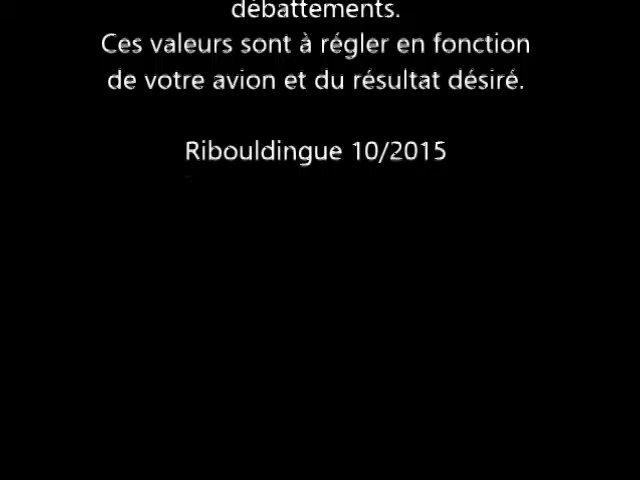 débattements.
Ces valeurs sont à régler en fonction
de votre avion et du résultat désiré.
Ribouldingue 10/2015